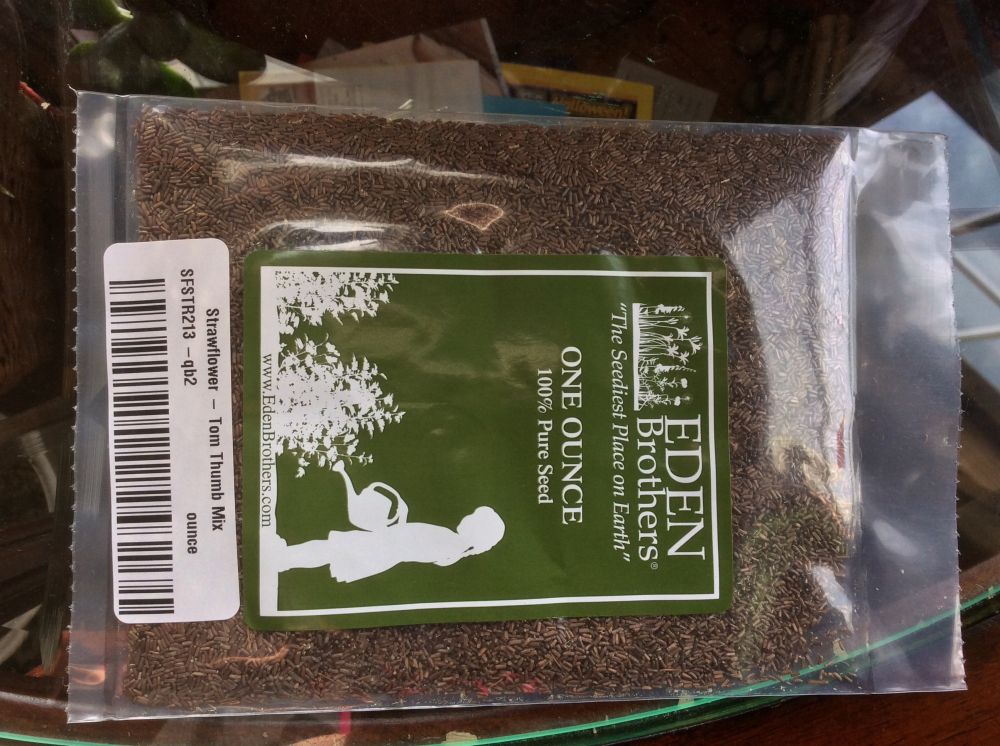 EDEN
Brothers®
"The Seediest Place on Earth"
ONE OUNCE
100% Pure Seed
www.EdenBrothers.com
Strawflower - Tom Thumb Mix
ounce
SFSTR213 -qb2